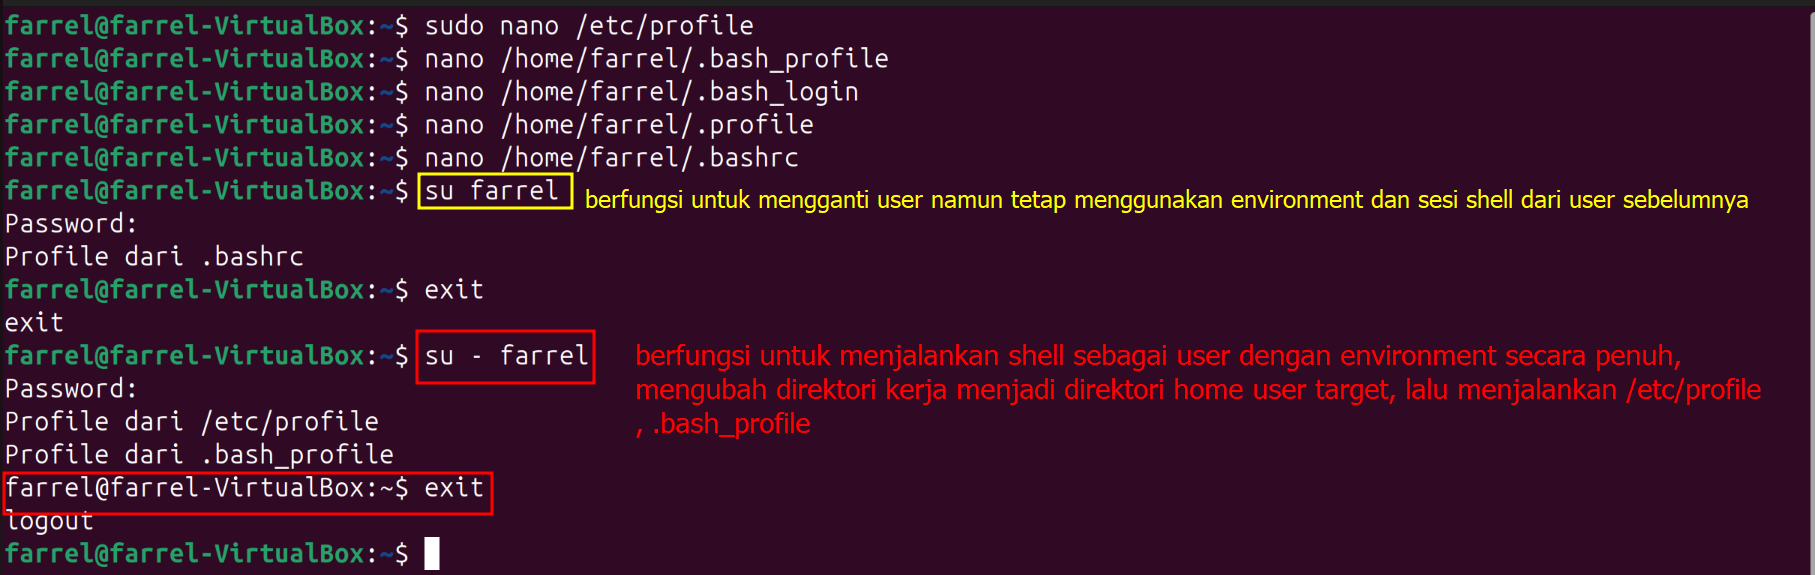 farrel@farrel-VirtualBox:~$ sudo nano /etc/profile
farrel@farrel-VirtualBox:~$ nano /home/farrel/.bash_profile
farrel@farrel-VirtualBox:~$ nano /home/farrel/.bash_login
farrel@farrel-VirtualBox:~$ nano /home/farrel/.profile
farrel@farrel-VirtualBox:~$ nano /home/farrel/.bashrc
farrel@farrel-VirtualBox:~$ su farrel berfungsi untuk mengganti user namun tetap menggunakan environment dan sesi shell dari user sebelumnya
Password:
Profile dari .bashrc
farrel@farrel-VirtualBox:~$ exit
exit
farrel@farrel-VirtualBox:~$ su - farrel
berfungsi untuk menjalankan shell sebagai user dengan environment secara penuh,
mengubah direktori kerja menjadi direktori home user target, lalu menjalankan /etc/profile
, .bash_profile
Password:
Profile dari /etc/profile
Profile dari .bash_profile
farrel@farrel-VirtualBox:~$ exit
logout
farrel@farrel-VirtualBox:~$